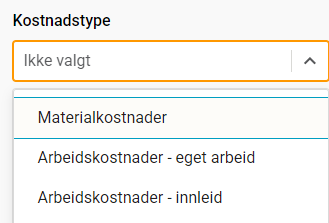 Kostnadstype
Ikke valgt
Materialkostnader
Arbeidskostnader - eget arbeid
Arbeidskostnader - innleid